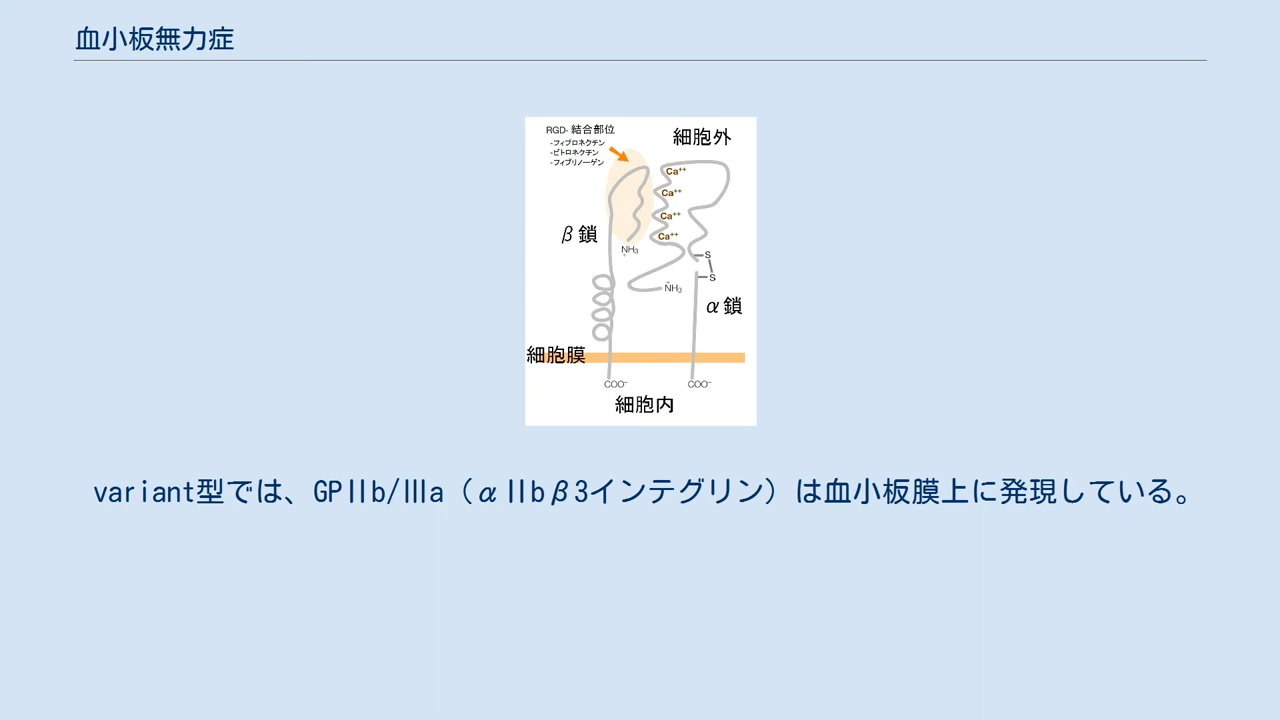 血小板無力症
RGD- 結合部位
-フィブロネクチン
-ビトロネクチン
-フィブリノーゲン
細胞外
Ca⁺⁺
Ca⁺⁺
Ca⁺⁺
Ca⁺⁺
β鎖
NH₃
+
S
S
+
NH₃
α鎖
細胞膜
COO⁻
COO⁻
細胞内
variant型では、GPⅡb/Ⅲa（αⅡbβ3インテグリン）は血小板膜上に発現している。